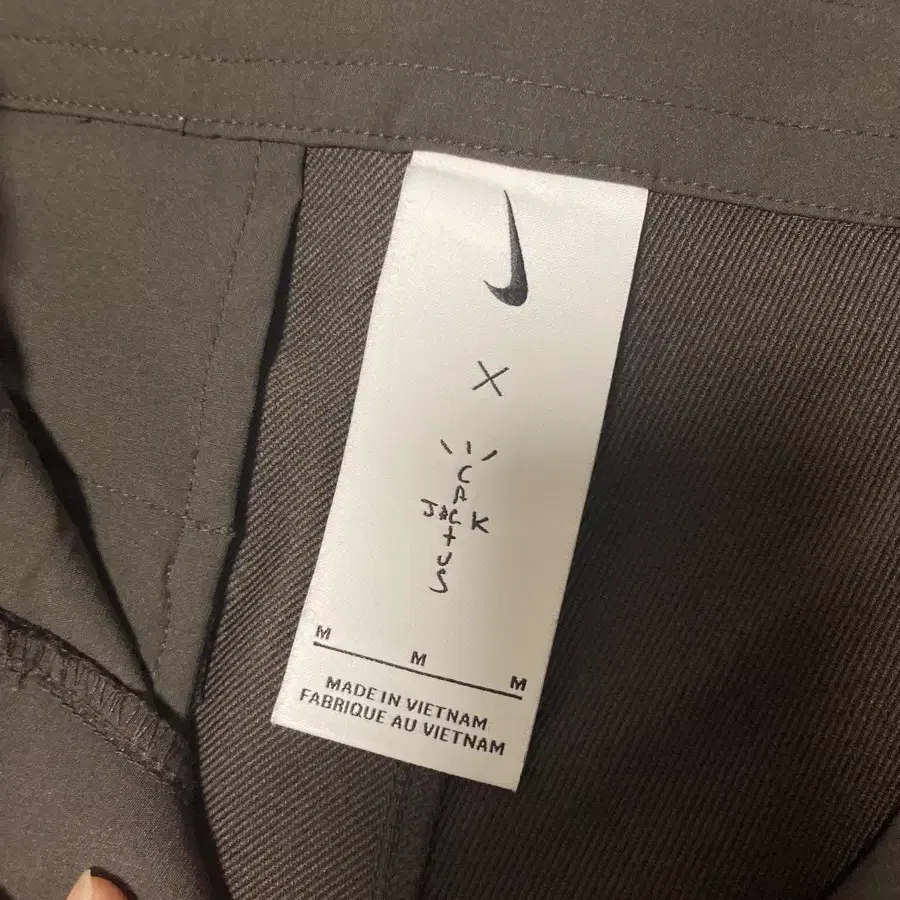 X
CACTUS
JACK
M M M
MADE IN VIETNAM
FABRIQUE AU VIETNAM